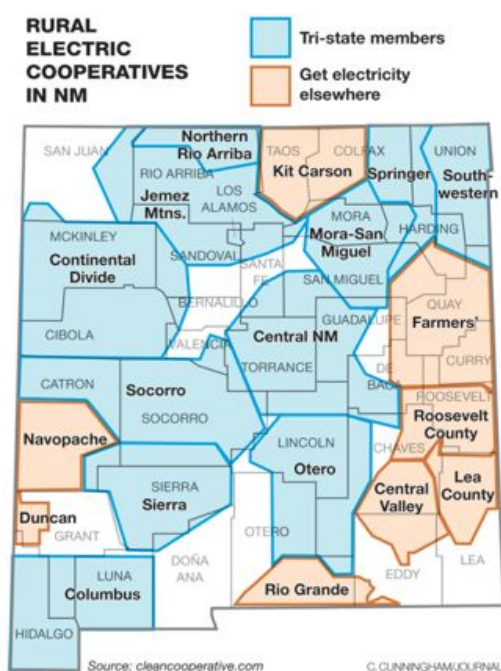 RURAL
ELECTRIC
COOPERATIVES
IN NM
Tri-state members
Get electricity
elsewhere
SAN JUAN
Northern
Rio Arriba
TAOS
COLFAX
UNION
Kit Carson
Springer
South-
western
RIO ARRIBA
Jemez
Mtns.
LOS
ALAMOS
MORA
Mora-San
Miguel
HARDING
MCKINLEY
Continental
Divide
SANDOVAL
SANTA
FE
SAN MIGUEL
BERNALILLO
QUAY
Farmers'
GUADALUPE
Central NM
CIBOLA
VALENCIA
TORRANCE
CURRY
DE
BACA
CATRON
Socorro
SOCORRO
ROOSEVELT
Roosevelt
County
Navopache
LINCOLN
Otero
CHAVES
Lea
County
Central
Valley
SIERRA
Sierra
Duncan
GRANT
OTERO
DOÑA
ANA
EDDY
LEA
LUNA
Columbus
Rio Grande
HIDALGO
Source: cleancooperative.com
C. CUNNINGHAM/JOURNAL